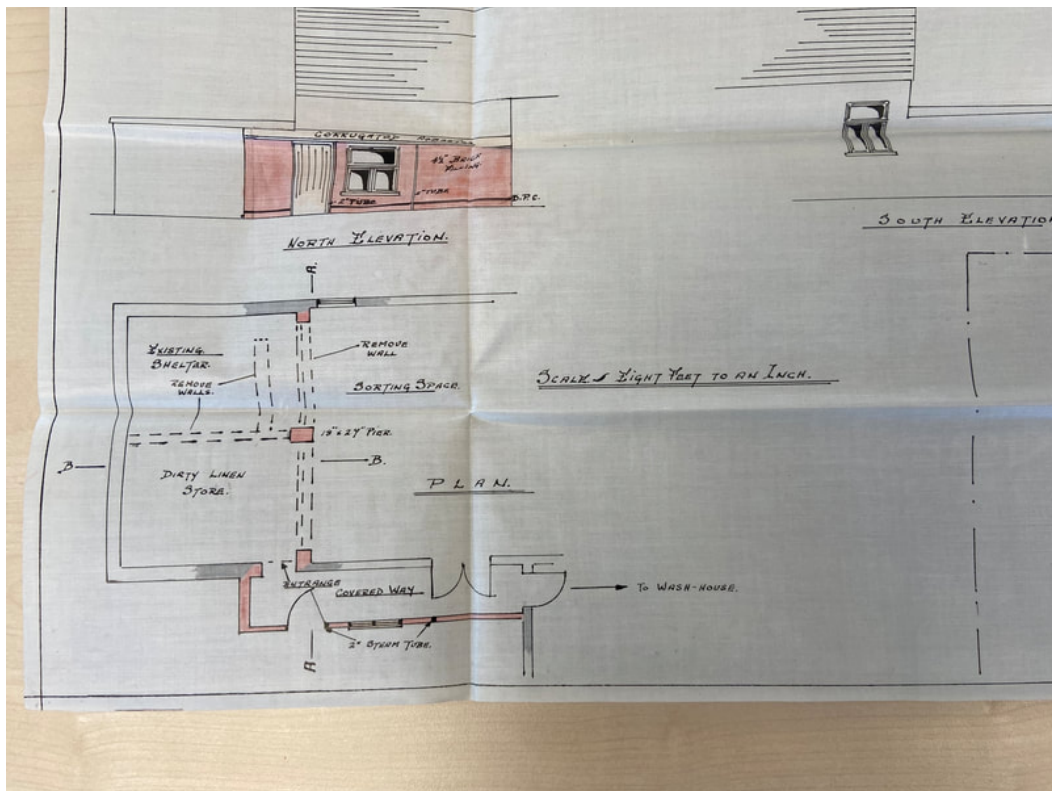 CORRUGATED
4½" BRICK
FILLING.
2" TUBE
2" TUBE
D.P.C.
NORTH ELEVATION.
SOUTH ELEVATION
A.
EXISTING
SHELTER.
REMOVE
WALLS.
REMOVE
WALL
SORTING SPACE.
SCALE EIGHT FEET TO AN INCH.
PIER.
B
B.
DIRTY LINEN
STORE.
PLAN.
ENTRANCE
COVERED WAY
TO WASH-HOUSE.
2" STEAM TUBE.
A